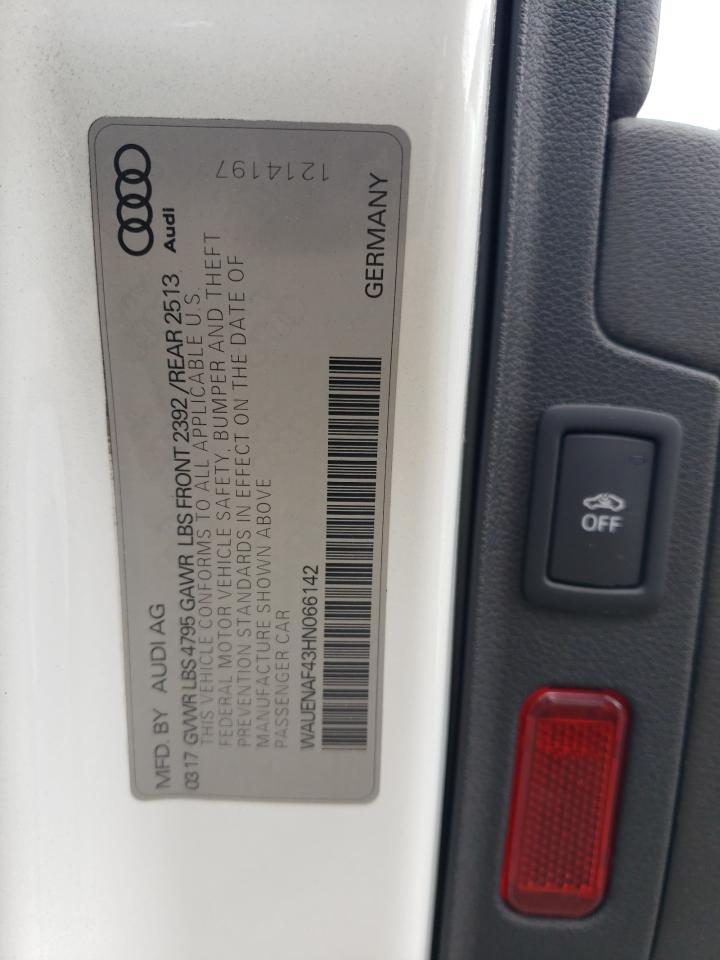 MFD. BY AUDI AG
03 17 GVWR LBS 4795 GAWR LBS FRONT 2392 /REAR 2513
THIS VEHICLE CONFORMS TO ALL APPLICABLE U.S.
FEDERAL MOTOR VEHICLE SAFETY, BUMPER AND THEFT
PREVENTION STANDARDS IN EFFECT ON THE DATE OF
MANUFACTURE SHOWN ABOVE
PASSENGER CAR
WAUENAF43HN066142
Audi
1214197
GERMANY
OFF